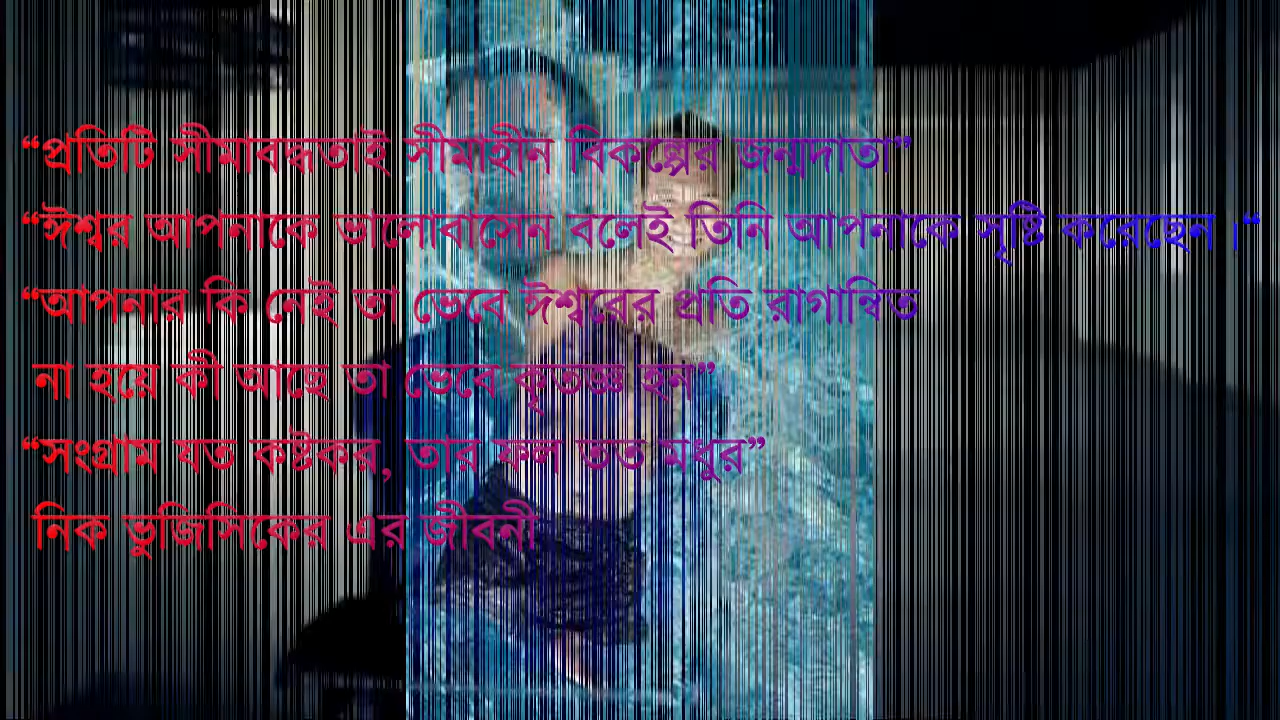 “প্রতিটি সীমাবদ্ধতাই সীমাহীন বিকল্পের জন্মদাতা”
“ঈশ্বর আপনাকে ভালোবাসেন বলেই তিনি আপনাকে সৃষ্টি করেছেন।“
“আপনার কি নেই তা ভেবে ঈশ্বরের প্রতি রাগান্বিত
না হয়ে কী আছে তা ভেবে কৃতজ্ঞ হন”
“সংগ্রাম যত কষ্টকর, তার ফল তত মধুর”
নিক ভুজিসিকের এর জীবনী